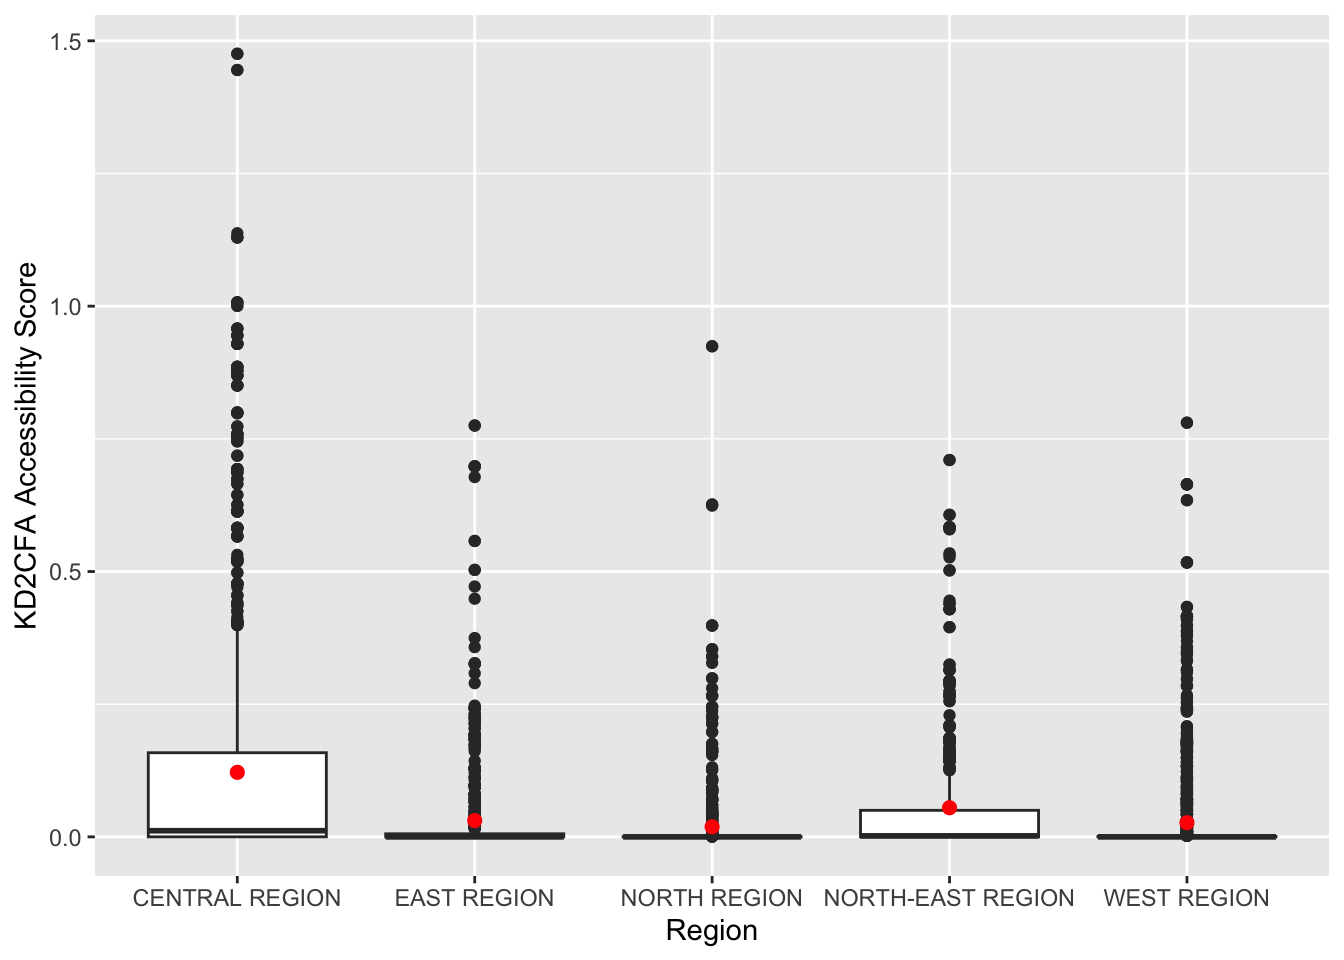 KD2CFA Accessibility Score
1.5
1.0
0.5
0.0
CENTRAL REGION EAST REGION NORTH REGION NORTH-EAST REGION WEST REGION
Region